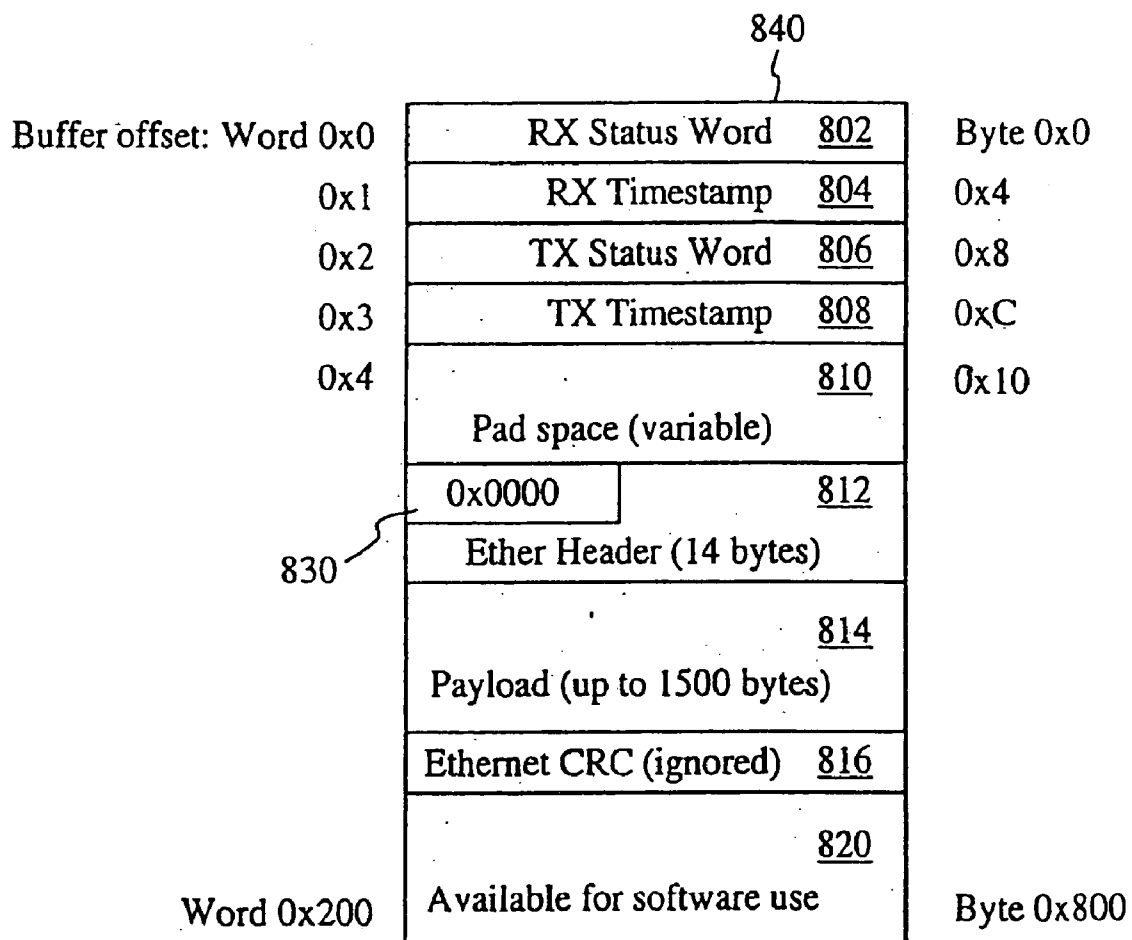 840
Buffer offset: Word 0x0 RX Status Word 802 Byte 0x0
0x1 RX Timestamp 804 0x4
0x2 TX Status Word 806 0x8
0x3 TX Timestamp 808 0xC
0x4 810 0x10
Pad space (variable)
0x0000 812
Ether Header (14 bytes)
830
814
Payload (up to 1500 bytes)
Ethernet CRC (ignored) 816
820
Word 0x200 Available for software use Byte 0x800